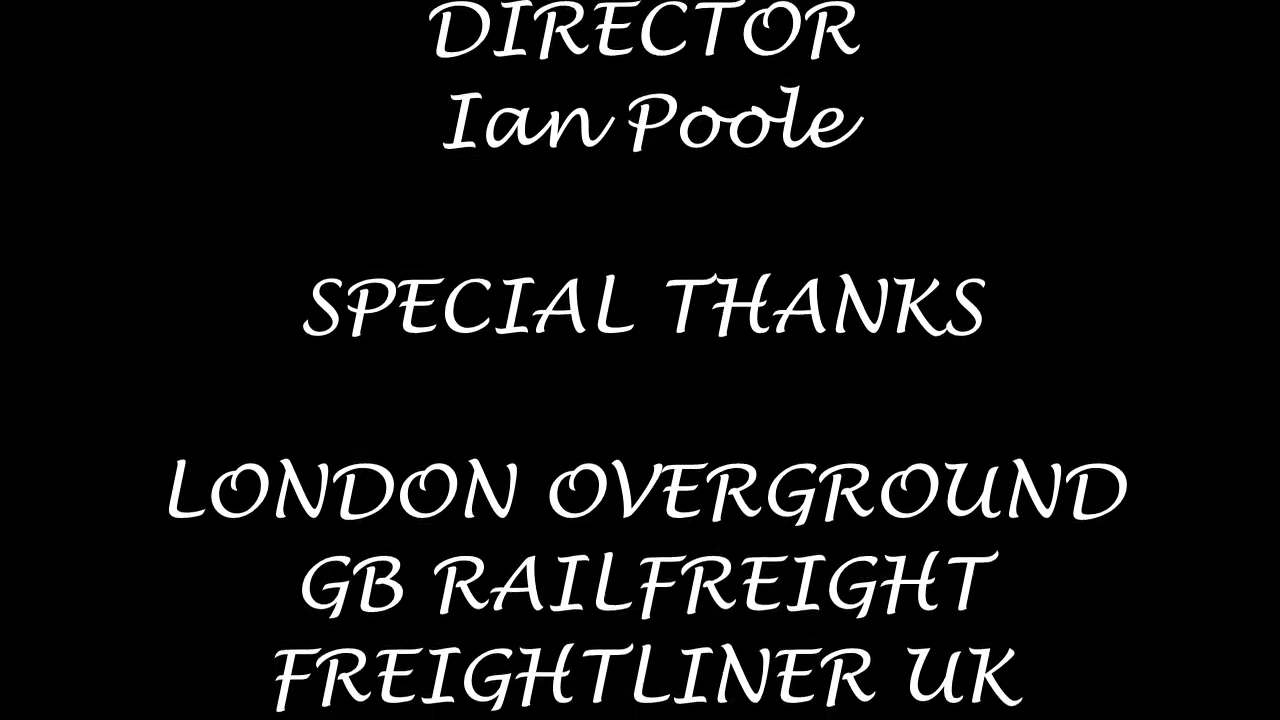 DIRECTOR
Ian Poole
SPECIAL THANKS
LONDON OVERGROUND
GB RAILFREIGHT
FREIGHTLINER UK